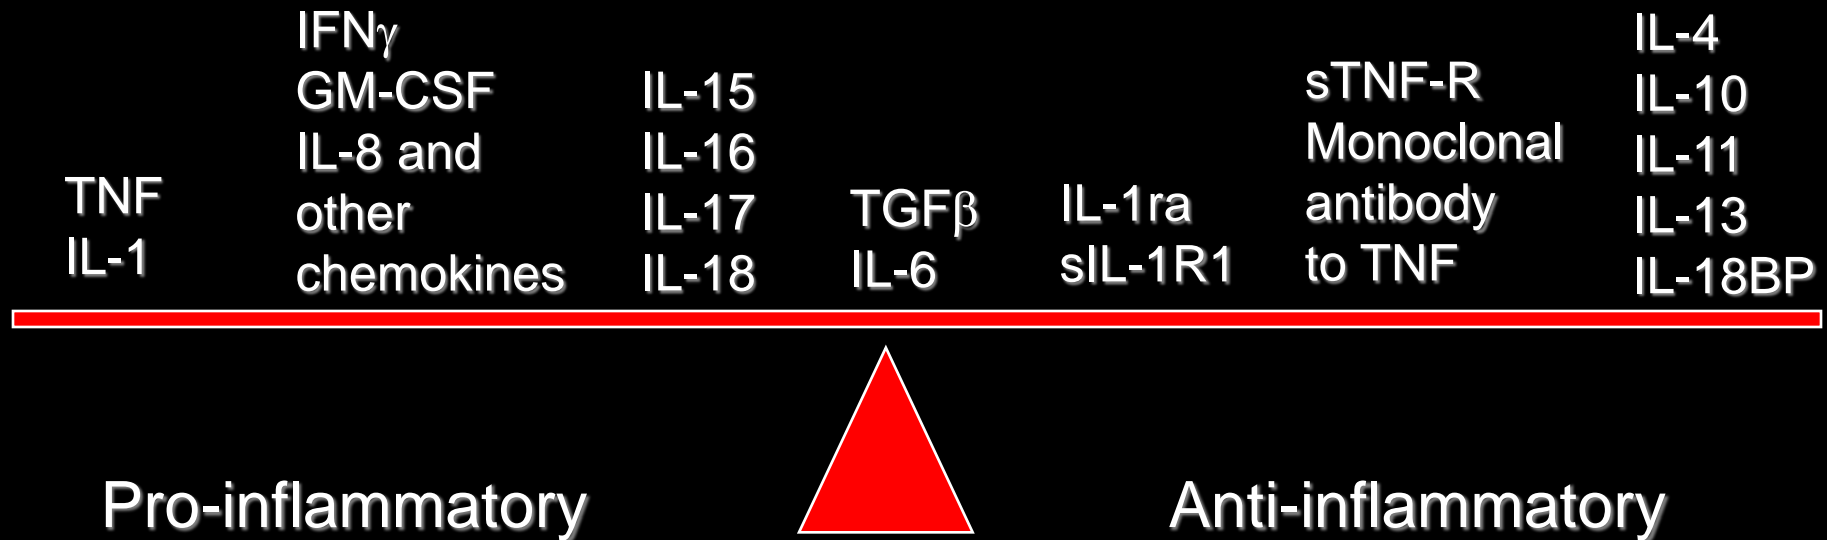 TNF
IL-1
IFNγ
GM-CSF
IL-8 and
other
chemokines
IL-15
IL-16
IL-17
IL-18
TGFβ
IL-6
IL-1ra
sIL-1R1
sTNF-R
Monoclonal
antibody
to TNF
IL-4
IL-10
IL-11
IL-13
IL-18BP
Pro-inflammatory
Anti-inflammatory